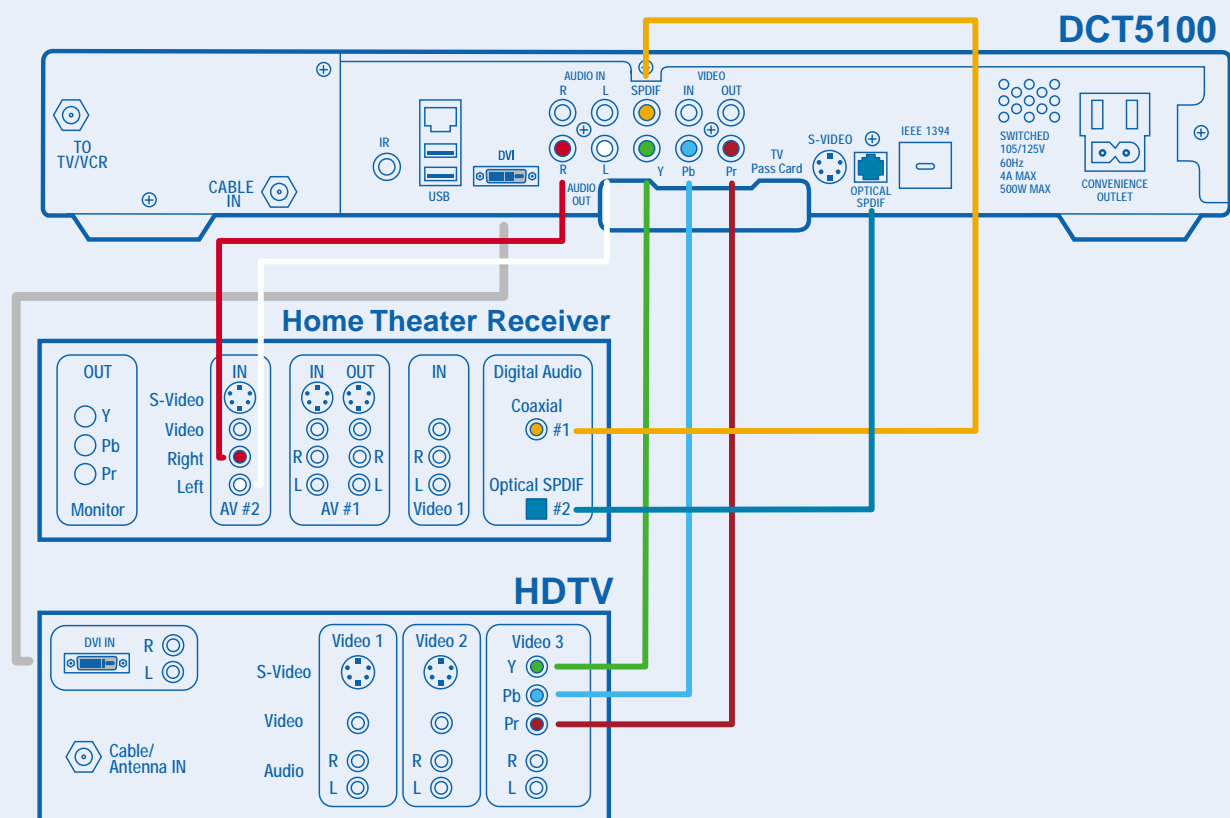 DCT5100
TO
TV/VCR
CABLE
IN
IR
USB
DVI
AUDIO IN
R L
SPDIF
VIDEO
IN OUT
R L
AUDIO
OUT
Y Pb Pr
TV
Pass Card
S-VIDEO
OPTICAL
SPDIF
IEEE 1394
SWITCHED
105/125V
60Hz
4A MAX
500W MAX
CONVENIENCE
OUTLET
Home Theater Receiver
OUT
Y
Pb
Pr
Monitor
S-Video
Video
Right
Left
IN
AV #2
IN OUT
R R
L L
AV #1
IN
R
L
Video 1
Digital Audio
Coaxial
#1
Optical SPDIF
#2
HDTV
DVI IN
R
L
Cable/
Antenna IN
S-Video
Video
Audio
Video 1
R
L
Video 2
R
L
Video 3
Y
Pb
Pr
R
L